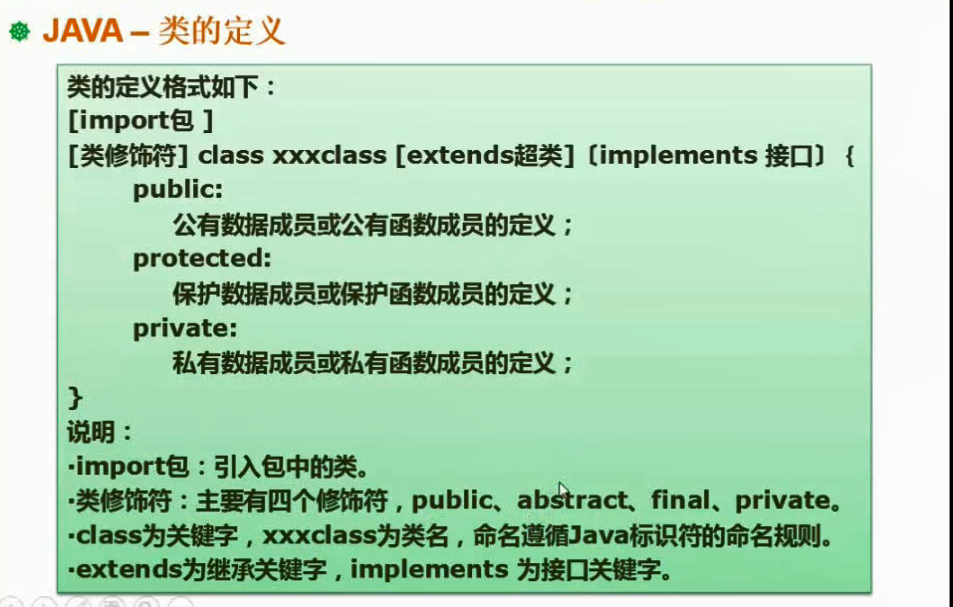 JAVA – 类的定义
类的定义格式如下：
[import包 ]
[类修饰符] class xxxclass [extends超类]〔implements 接口〕{
public:
公有数据成员或公有函数成员的定义；
protected:
保护数据成员或保护函数成员的定义；
private:
私有数据成员或私有函数成员的定义；
}
说明：
·import包：引入包中的类。
·类修饰符：主要有四个修饰符，public、abstract、final、private。
·class为关键字，xxxclass为类名，命名遵循Java标识符的命名规则。
·extends为继承关键字，implements 为接口关键字。